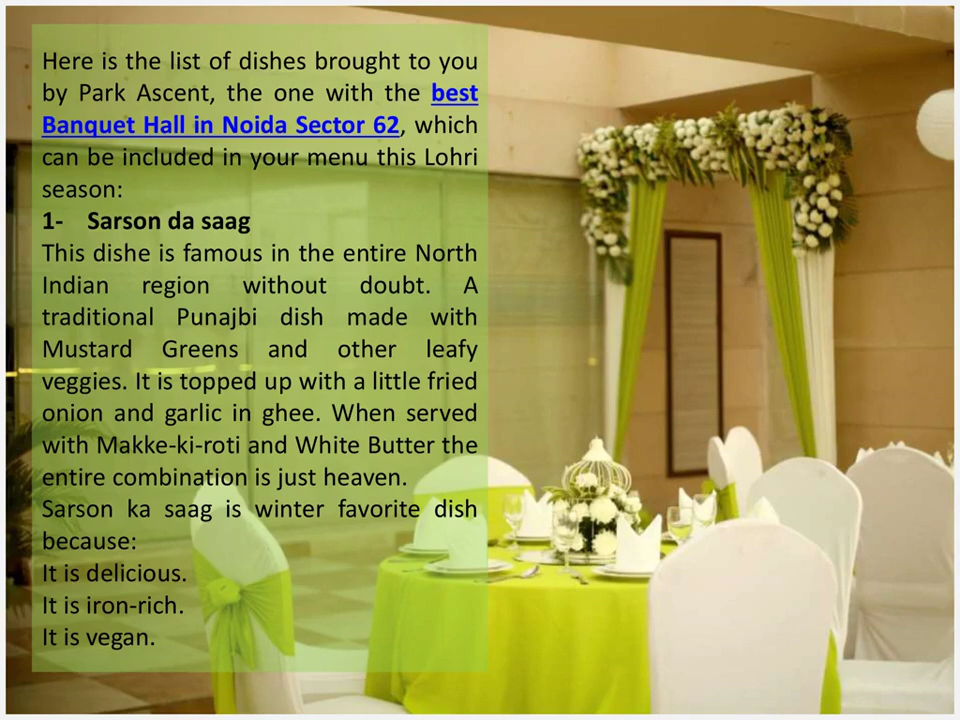 Here is the list of dishes brought to you
by Park Ascent, the one with the best
Banquet Hall in Noida Sector 62, which
can be included in your menu this Lohri
season:
1- Sarson da saag
This dishe is famous in the entire North
Indian region without doubt. A
traditional Punajbi dish made with
Mustard Greens and other leafy
veggies. It is topped up with a little fried
onion and garlic in ghee. When served
with Makke-ki-roti and White Butter the
entire combination is just heaven.
Sarson ka saag is winter favorite dish
because:
It is delicious.
It is iron-rich.
It is vegan.